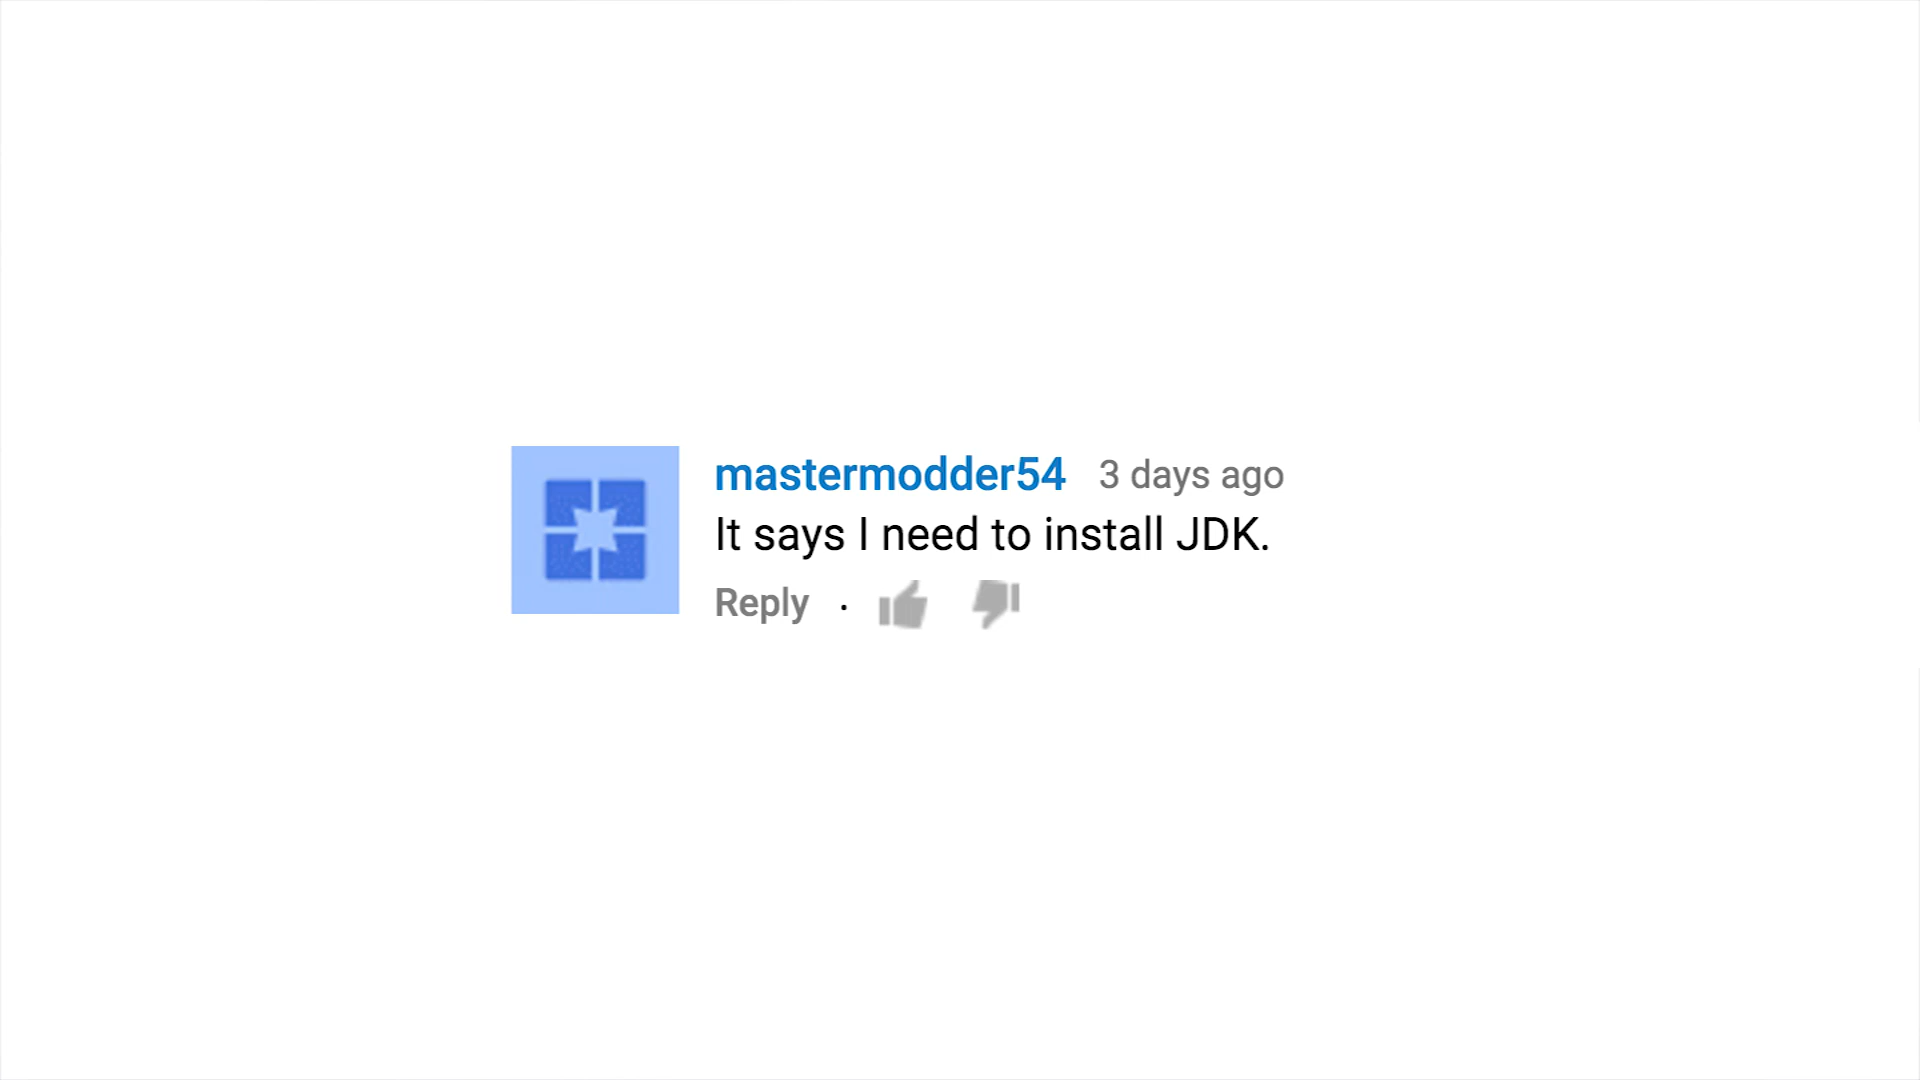 mastermodder54 3 days ago
It says I need to install JDK.
Reply ·